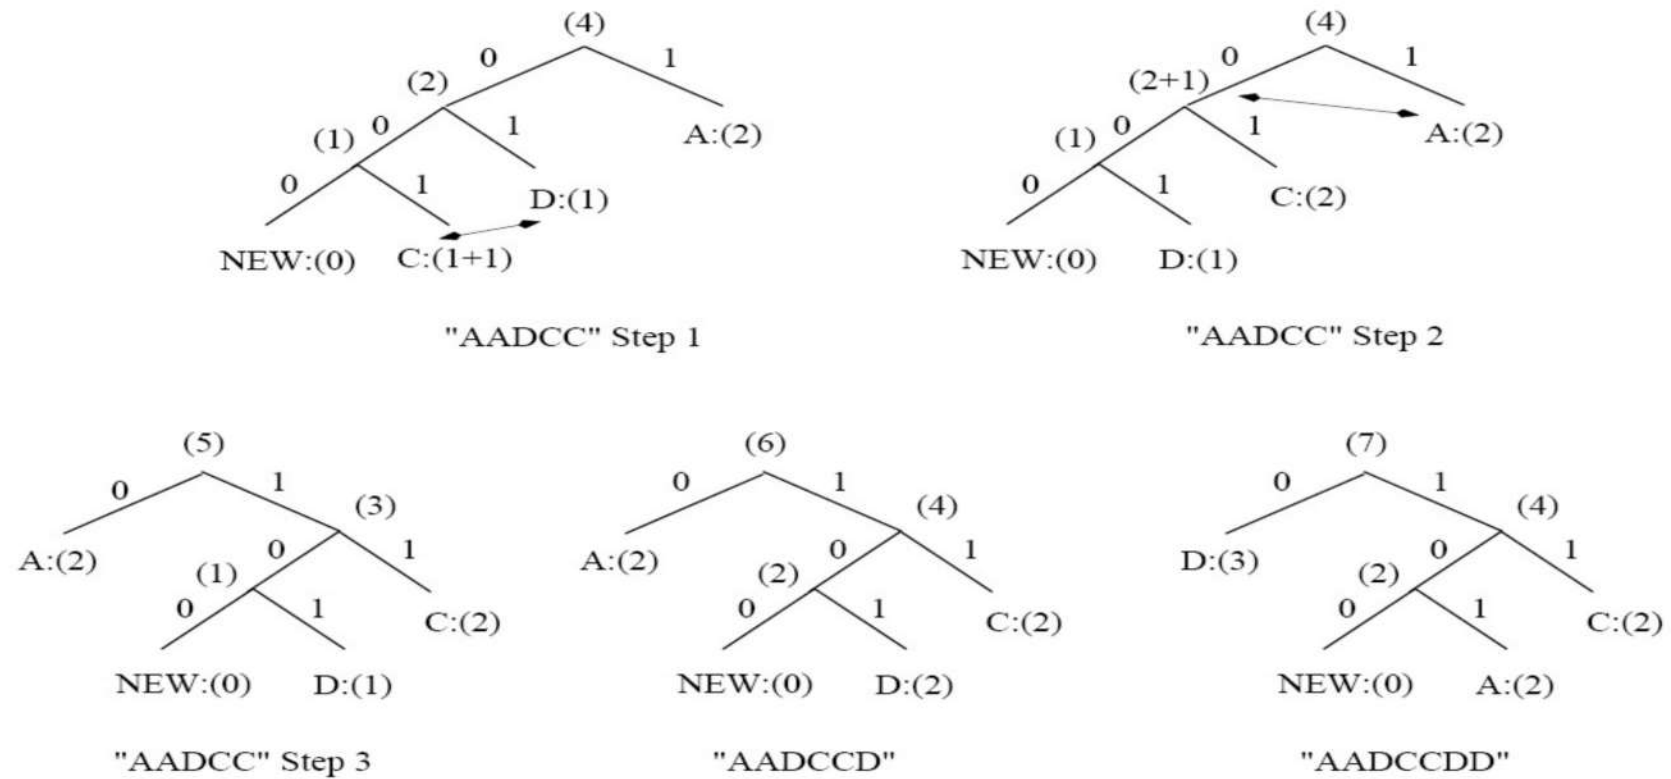 (4) (4)
0 1 0 1
(2) (2+1)
A:(2) A:(2)
(1) 0 1 (1) 0 1
0 1 D:(1) 0 1 C:(2)
NEW:(0) C:(1+1) NEW:(0) D:(1)
"AADCC" Step 1 "AADCC" Step 2
(5) (6) (7)
0 1 0 1 0 1
(3) (4) (4)
A:(2) 0 1 A:(2) 0 1 D:(3) 0 1
(1) (2) (2)
0 1 C:(2) 0 1 C:(2) 0 1 C:(2)
NEW:(0) D:(1) NEW:(0) D:(2) NEW:(0) A:(2)
"AADCC" Step 3 "AADCCD" "AADCCDD"